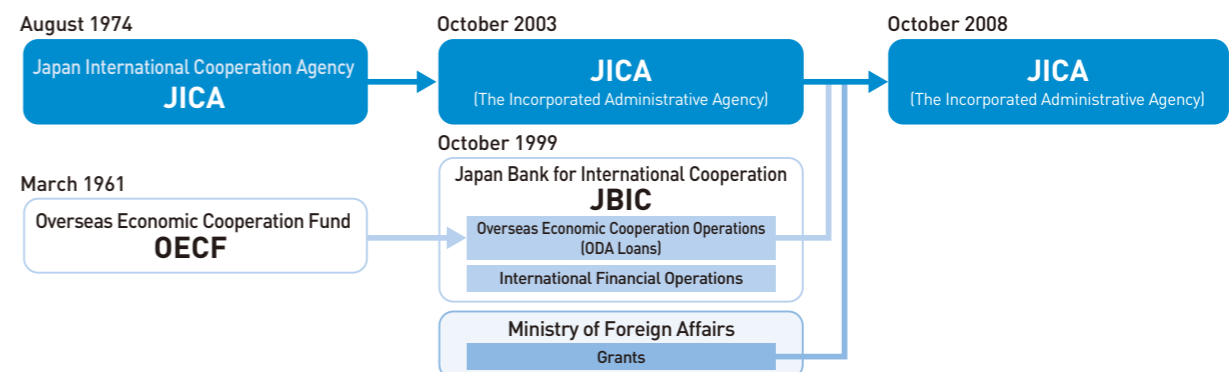 August 1974
Japan International Cooperation Agency
JICA
October 2003
JICA
(The Incorporated Administrative Agency)
October 2008
JICA
(The Incorporated Administrative Agency)
March 1961
Overseas Economic Cooperation Fund
OECF
October 1999
Japan Bank for International Cooperation
JBIC
Overseas Economic Cooperation Operations
(ODA Loans)
International Financial Operations
Ministry of Foreign Affairs
Grants